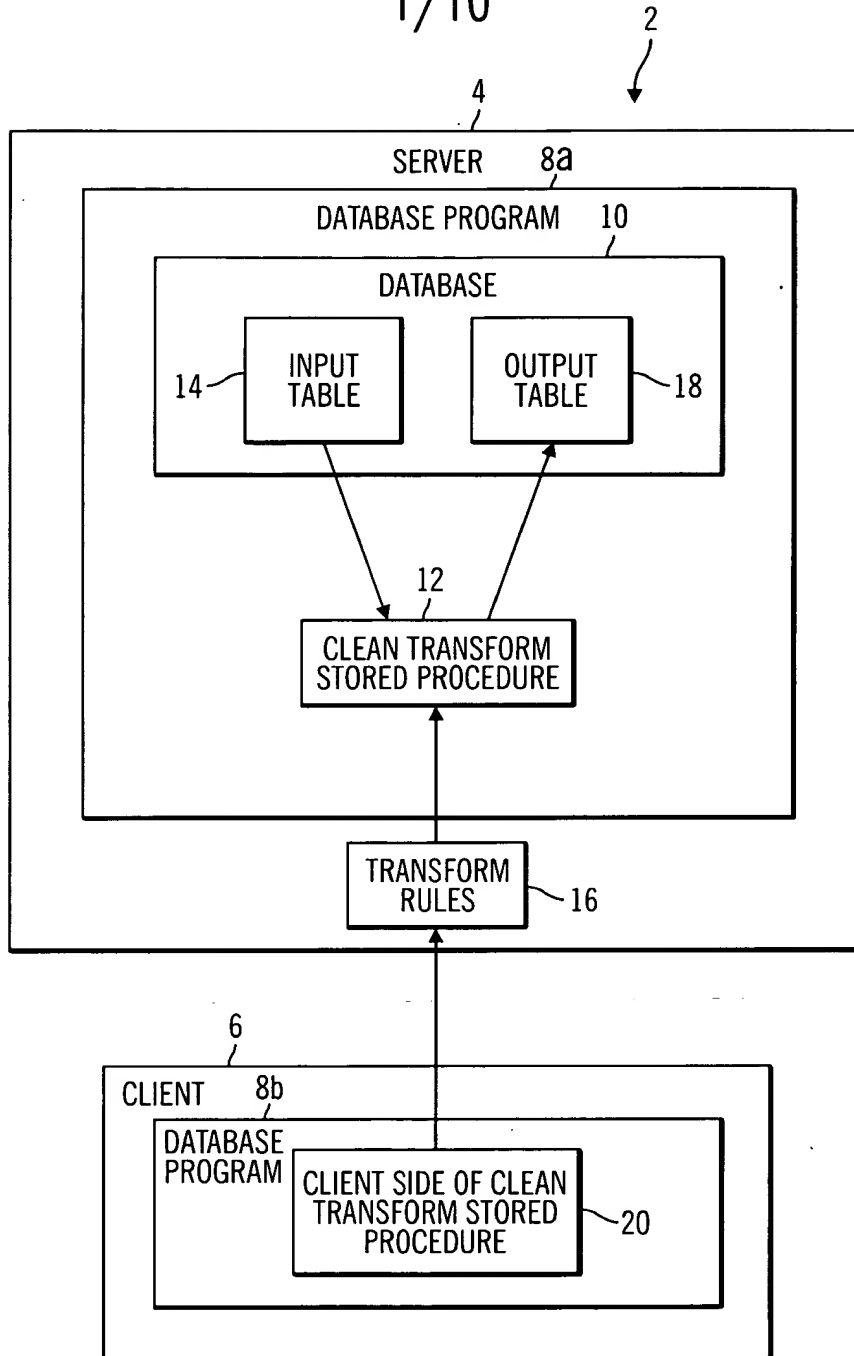 1/10
2
4
SERVER
8a
DATABASE PROGRAM
10
DATABASE
INPUT
TABLE
14
OUTPUT
TABLE
18
12
CLEAN TRANSFORM
STORED PROCEDURE
TRANSFORM
RULES
16
6
CLIENT
8b
DATABASE
PROGRAM
CLIENT SIDE OF CLEAN
TRANSFORM STORED
PROCEDURE
20